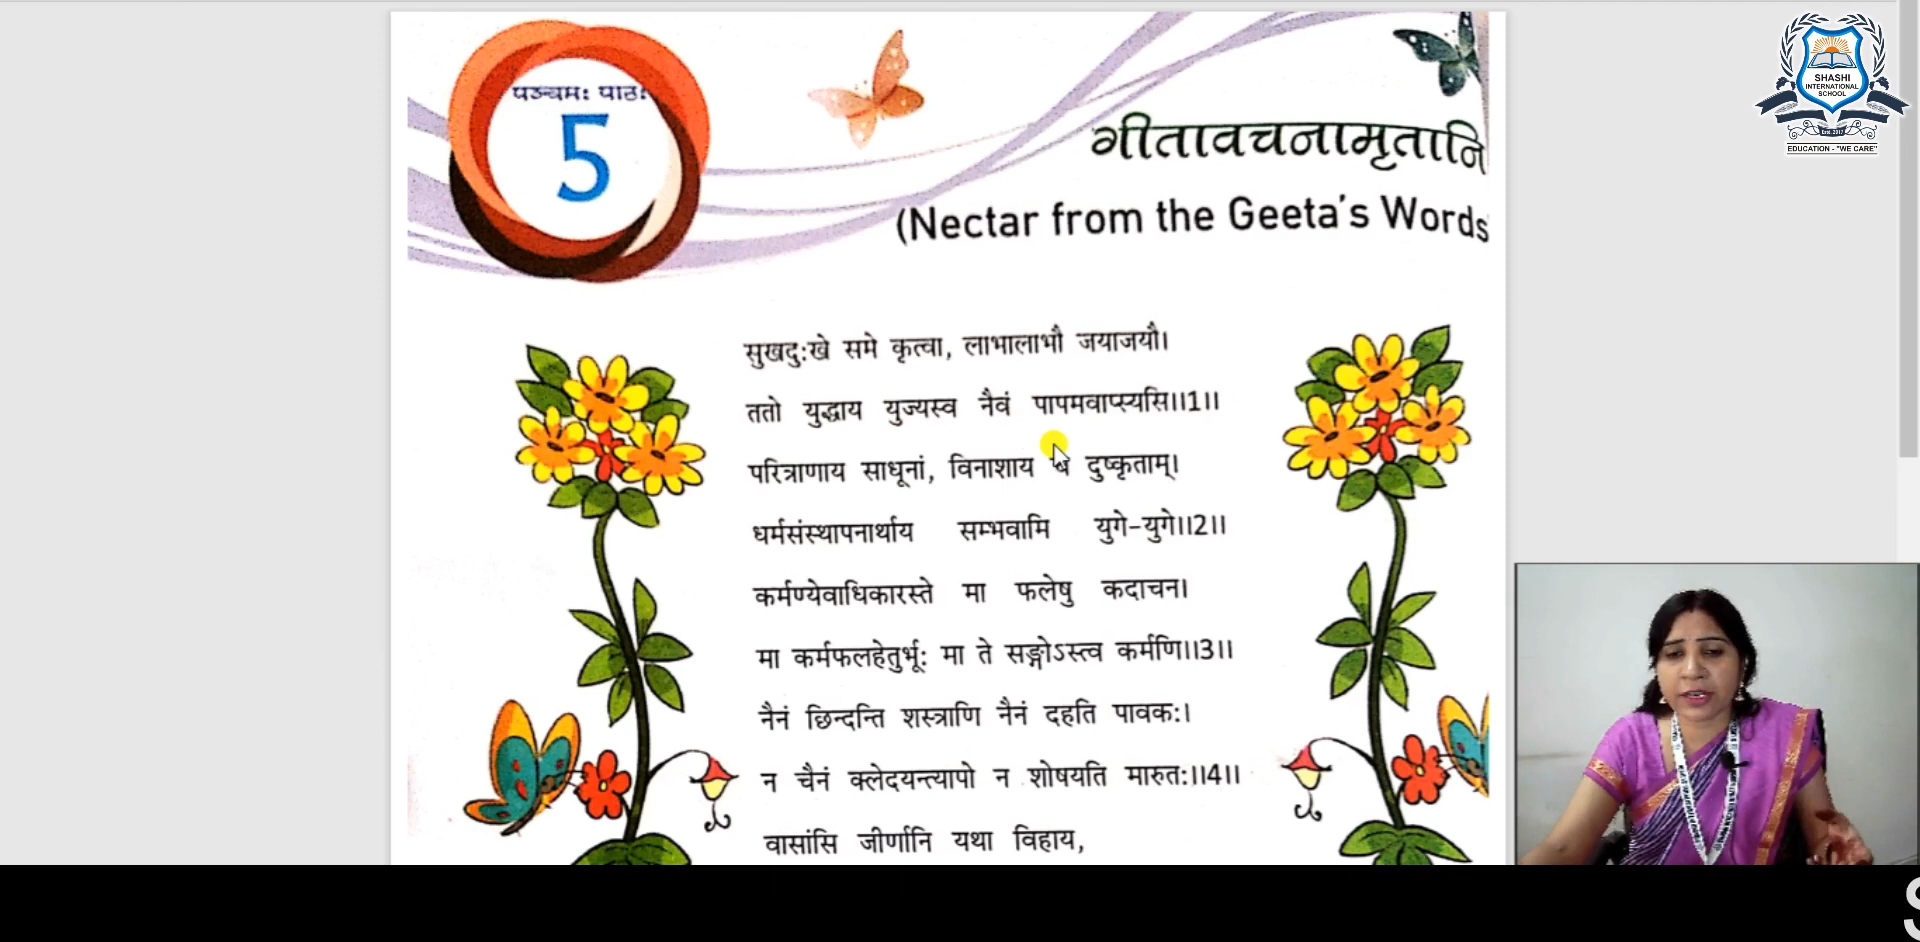 पञ्चमः पाठः
5
गीतावचनामृतानि
(Nectar from the Geeta's Words
सुखदुःखे समे कृत्वा, लाभालाभौ जयाजयौ।
ततो युद्धाय युज्यस्व नैवं पापमवाप्स्यसि।।1।।
परित्राणाय साधूनां, विनाशाय च दुष्कृताम्।
धर्मसंस्थापनार्थाय सम्भवामि युगे-युगे।।2।।
कर्मण्येवाधिकारस्ते मा फलेषु कदाचन।
मा कर्मफलहेतुर्भूः मा ते सङ्गोऽस्त्व कर्मणि।।3।।
नैनं छिन्दन्ति शस्त्राणि नैनं दहति पावकः।
न चैनं क्लेदयन्त्यापो न शोषयति मारुतः।।4।।
वासांसि जीर्णानि यथा विहाय,
SHASHI
INTERNATIONAL
SCHOOL
Estd. 2017
EDUCATION - "WE CARE"